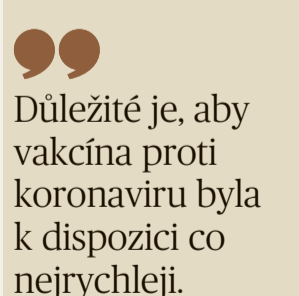 Důležité je, aby
vakcína proti
koronaviru byla
k dispozici co
nejrychleji.